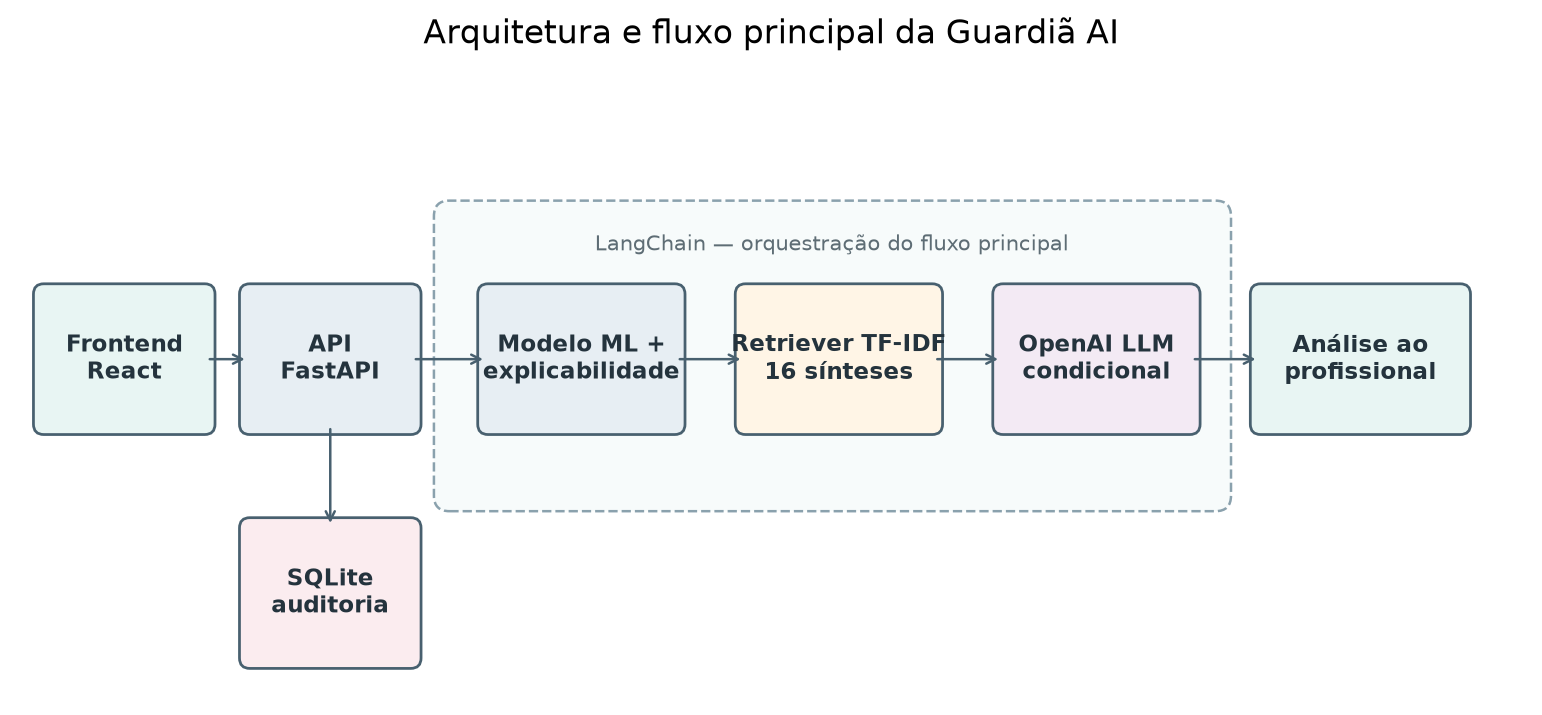 Arquitetura e fluxo principal da Guardiã AI
LangChain — orquestração do fluxo principal
Frontend
React
API
FastAPI
Modelo ML +
explicabilidade
Retriever TF-IDF
16 sínteses
OpenAI LLM
condicional
Análise ao
profissional
SQLite
auditoria